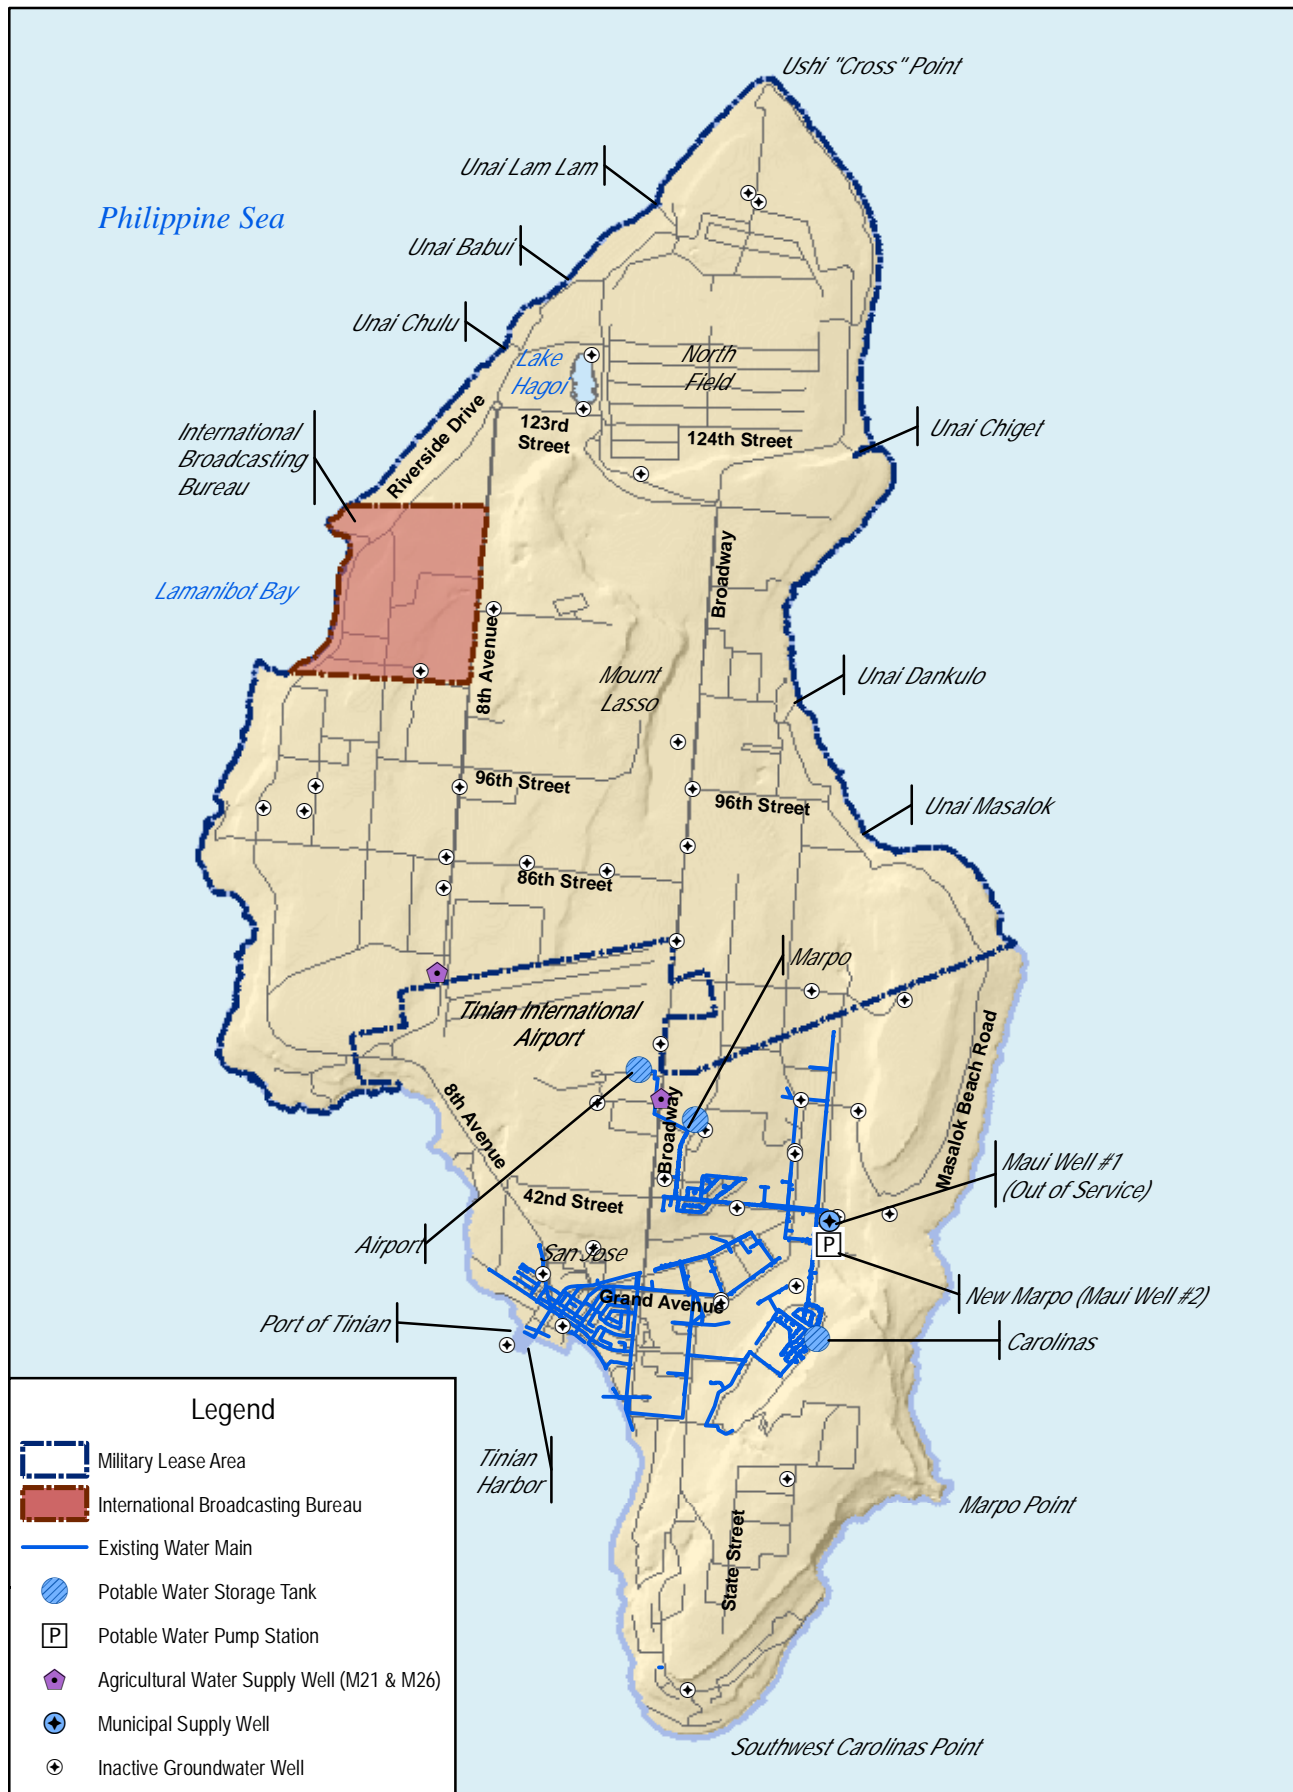 Ushi "Cross" Point
Unai Lam Lam
Philippine Sea
Unai Babui
Unai Chulu
Lake
Hagoi
North
Field
International
Broadcasting
Bureau
Riverside Drive
123rd
Street
124th Street
Unai Chiget
Broadway
Lamanibot Bay
8th Avenue
Mount
Lasso
Unai Dankulo
96th Street
96th Street
Unai Masalok
86th Street
Marpo
Tinian International
Airport
Masalok Beach Road
8th Avenue
Broadway
Maui Well #1
(Out of Service)
42nd Street
Airport
San Jose
P
Grand Avenue
New Marpo (Maui Well #2)
Port of Tinian
Carolinas
Tinian
Harbor
Marpo Point
State Street
Southwest Carolinas Point
Legend
Military Lease Area
International Broadcasting Bureau
Existing Water Main
Potable Water Storage Tank
P Potable Water Pump Station
Agricultural Water Supply Well (M21 & M26)
Municipal Supply Well
Inactive Groundwater Well